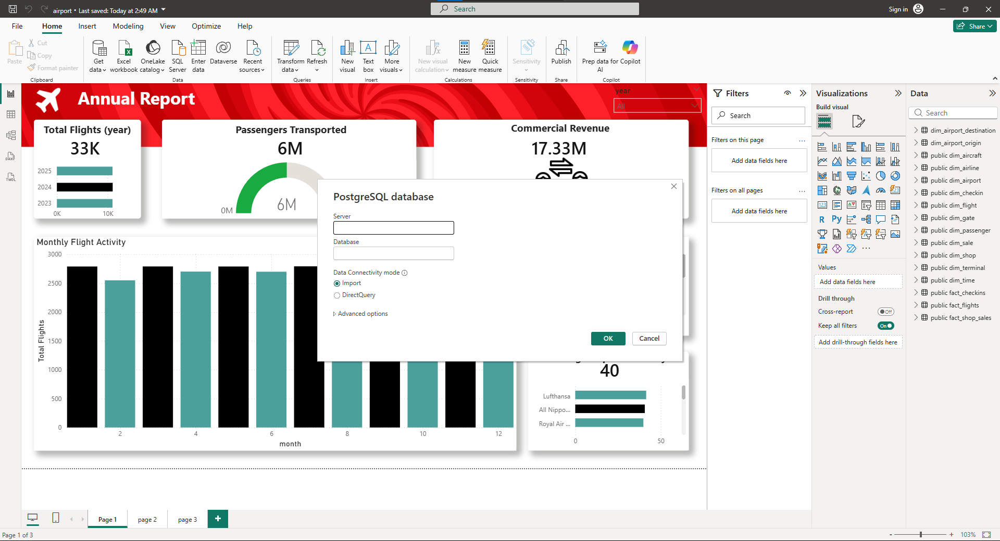 airport • Last saved: Today at 2:49 AM
Search
Sign in
File
Home
Insert
Modeling
View
Optimize
Help
Share
Paste
Cut
Copy
Format painter
Clipboard
Get data
Excel workbook
OneLake catalog
SQL Server
Enter data
Dataverse
Recent sources
Data
Transform data
Refresh
Queries
New visual
Text box
More visuals
Insert
New visual calculation
New measure
Quick measure
Calculations
Sensitivity
Sensitivity
Publish
Share
Prep data for AI
Copilot
Copilot
Annual Report
year
All
Total Flights (year)
33K
2025
2024
2023
0K
10K
Passengers Transported
6M
0M
6M
Commercial Revenue
17.33M
PostgreSQL database
Server
Database
Data Connectivity mode
Import
DirectQuery
Advanced options
OK
Cancel
Monthly Flight Activity
Total Flights
3000
2500
2000
1500
1000
500
0
2
4
6
8
10
12
month
40
Lufthansa
All Nippo...
Royal Air ...
0
50
Filters
Search
Filters on this page
Add data fields here
Filters on all pages
Add data fields here
Visualizations
Build visual
R
Py
123
Values
Add data fields here
Drill through
Cross-report
Off
Keep all filters
On
Add drill-through fields here
Data
Search
dim_airport_destination
dim_airport_origin
public dim_aircraft
public dim_airline
public dim_airport
public dim_checkin
public dim_flight
public dim_gate
public dim_passenger
public dim_sale
public dim_shop
public dim_terminal
public dim_time
public fact_checkins
public fact_flights
public fact_shop_sales
DAX
TMDL
Page 1
page 2
page 3
Page 1 of 3
103%